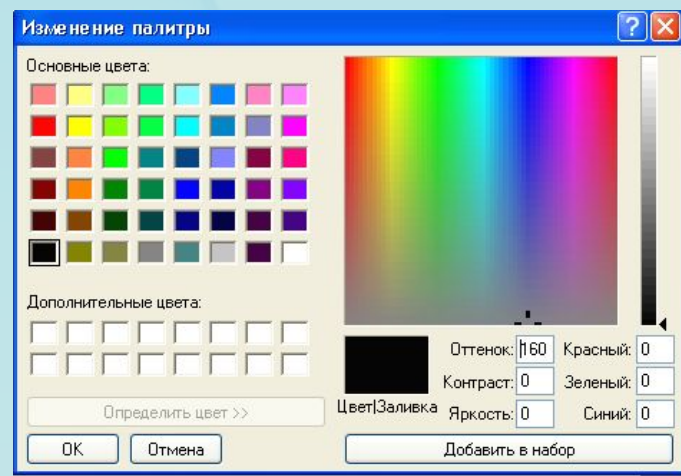 Изменение палитры
Основные цвета:
Дополнительные цвета:
Определить цвет >>
OK
Отмена
Цвет|Заливка
Оттенок: 160
Контраст: 0
Яркость: 0
Красный: 0
Зеленый: 0
Синий: 0
Добавить в набор